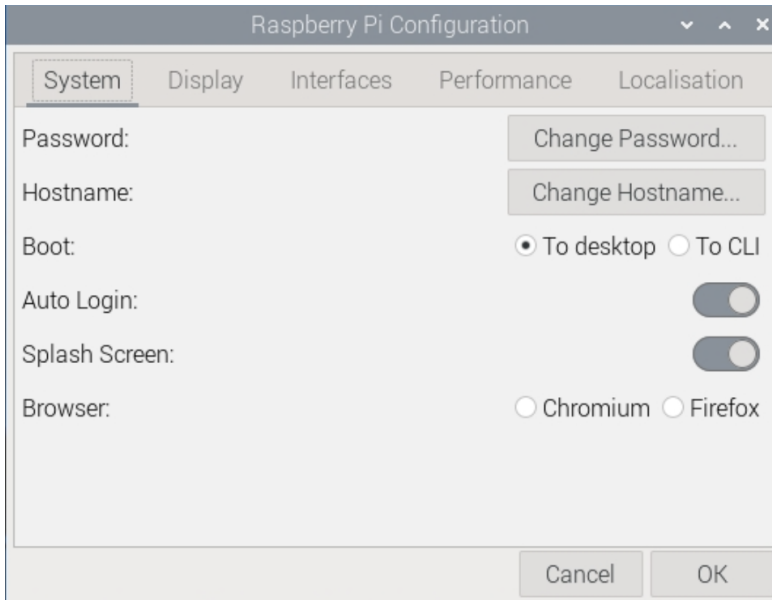 Raspberry Pi Configuration
System Display Interfaces Performance Localisation
Password: Change Password...
Hostname: Change Hostname...
Boot: To desktop To CLI
Auto Login:
Splash Screen:
Browser: Chromium Firefox
Cancel OK